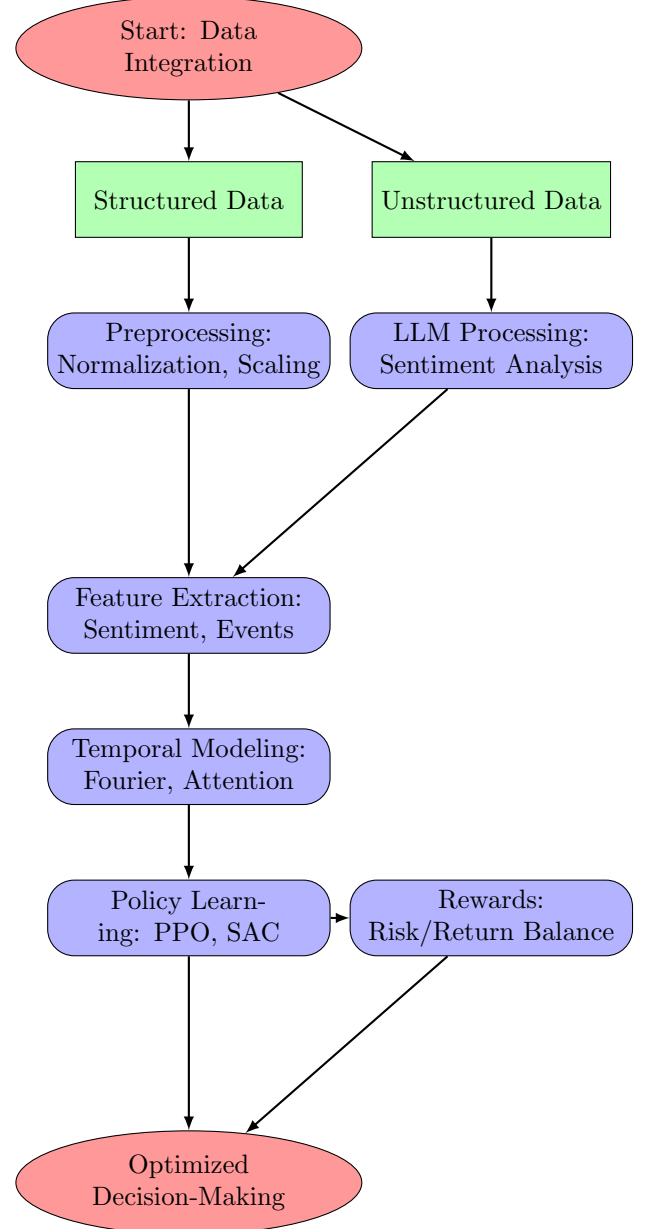 Start: Data
Integration
Structured Data
Unstructured Data
Preprocessing:
Normalization, Scaling
LLM Processing:
Sentiment Analysis
Feature Extraction:
Sentiment, Events
Temporal Modeling:
Fourier, Attention
Policy Learn-
ing: PPO, SAC
Rewards:
Risk/Return Balance
Optimized
Decision-Making